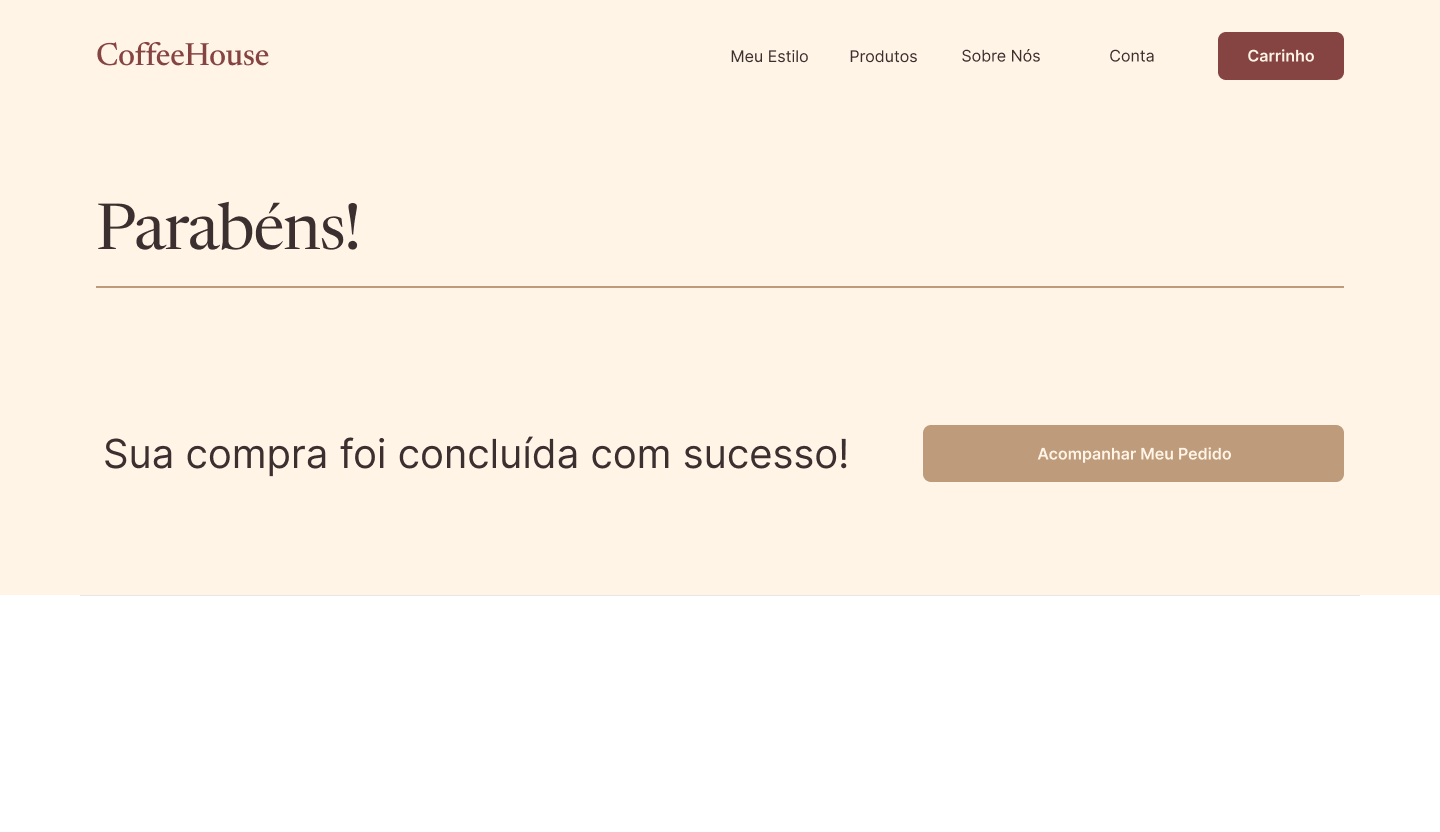 CoffeeHouse
Meu Estilo
Produtos
Sobre Nós
Conta
Carrinho
Parabéns!
Sua compra foi concluída com sucesso!
Acompanhar Meu Pedido